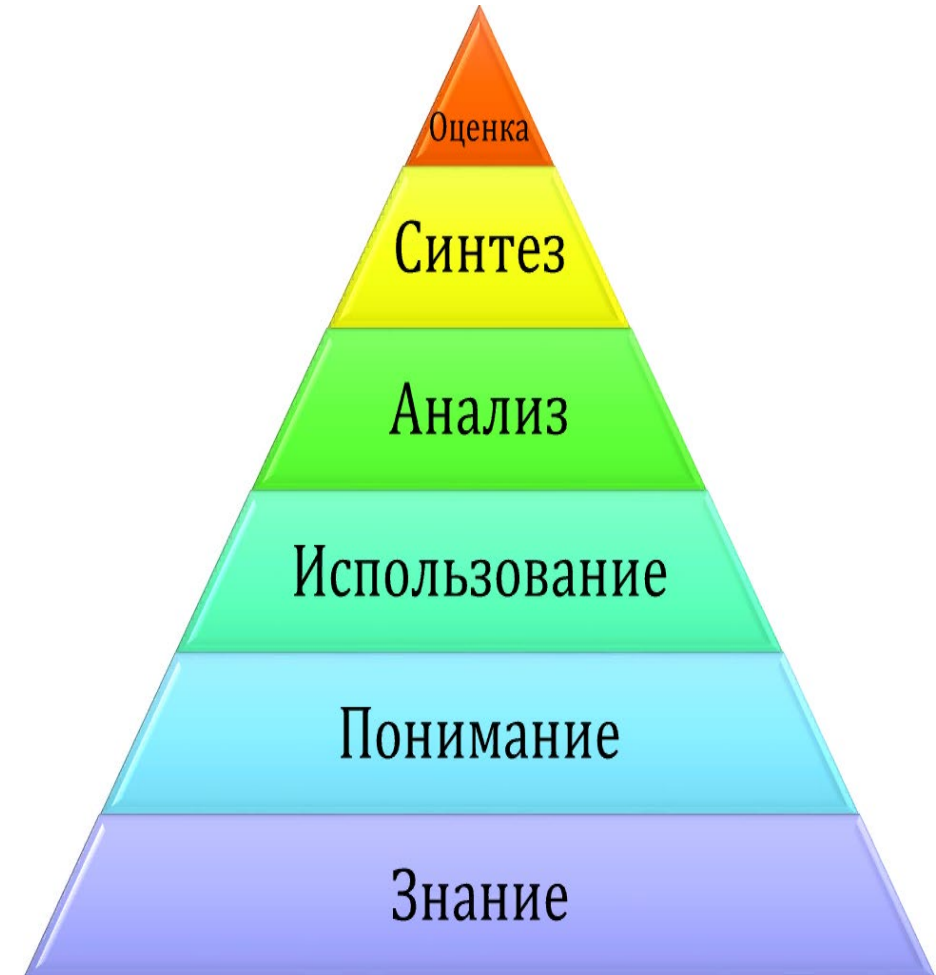 Оценка
Синтез
Анализ
Использование
Понимание
Знание